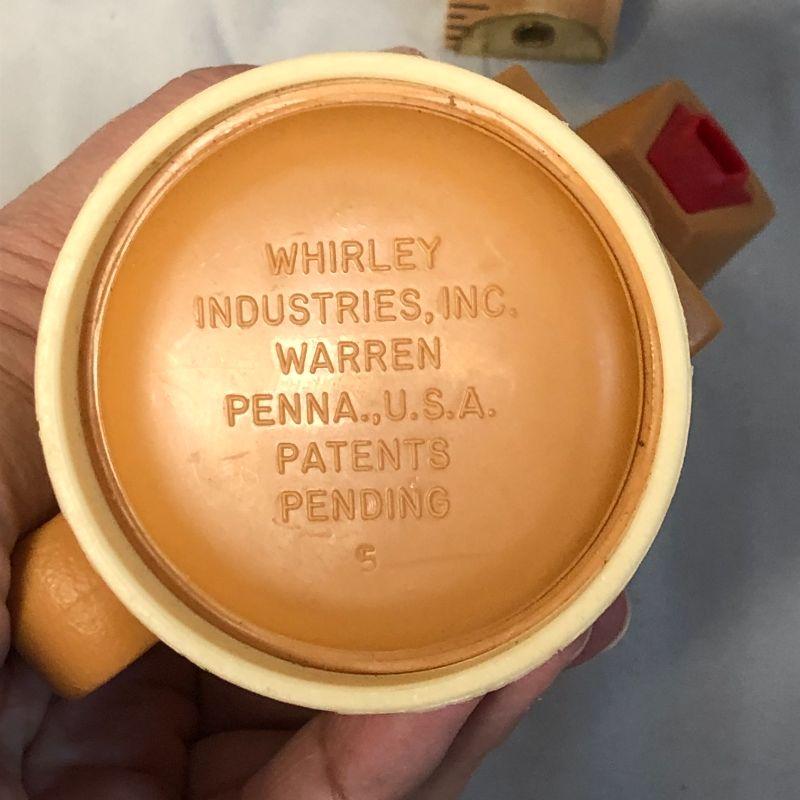 WHIRLEY
INDUSTRIES, INC.
WARREN
PENNA., U.S.A.
PATENTS
PENDING
5